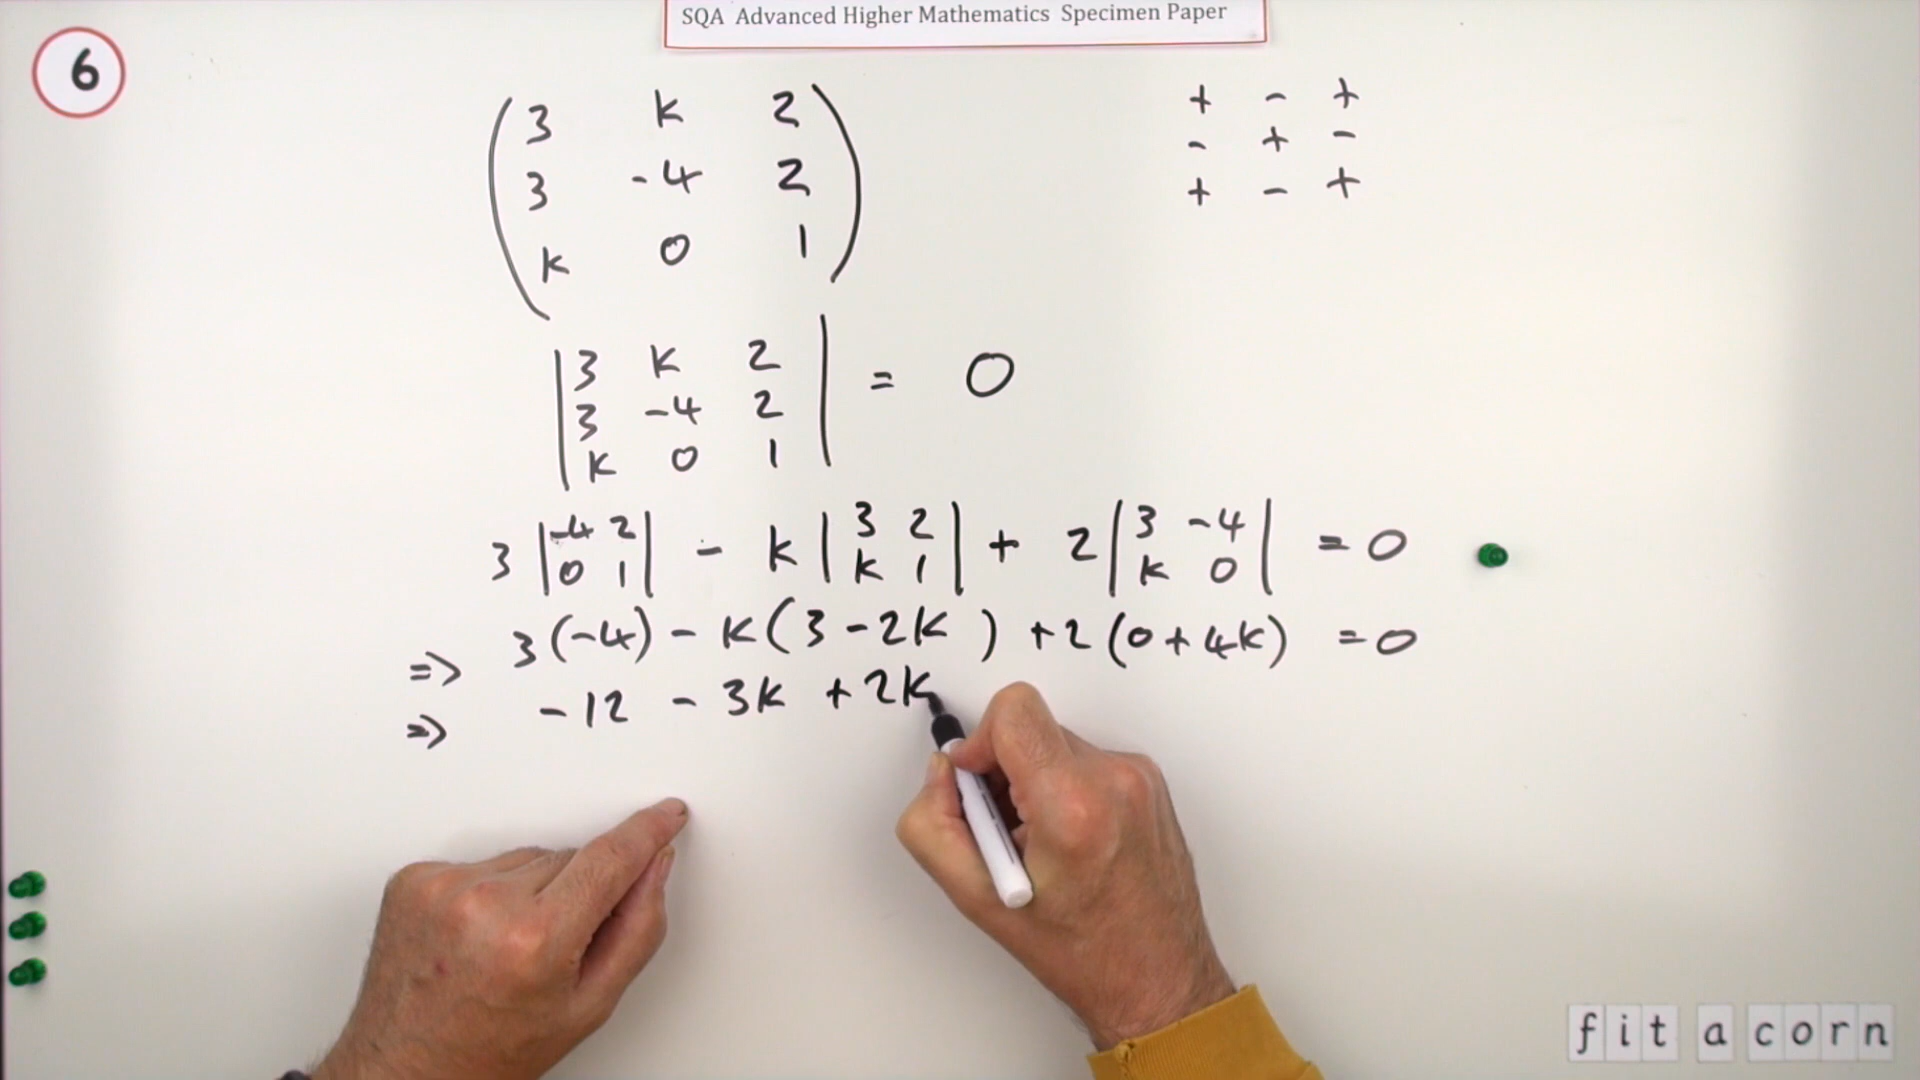 SQA Advanced Higher Mathematics Specimen Paper
6
3 k 2
3 -4 2
k 0 1
+ - +
- + -
+ - +
3 k 2
3 -4 2 = 0
k 0 1
3 |-4 2| - k |3 2| + 2 |3 -4| = 0
|0 1| |k 1| |k 0|
=> 3(-4) - k(3 - 2k) + 2(0 + 4k) = 0
=> -12 - 3k + 2k
fit a corn